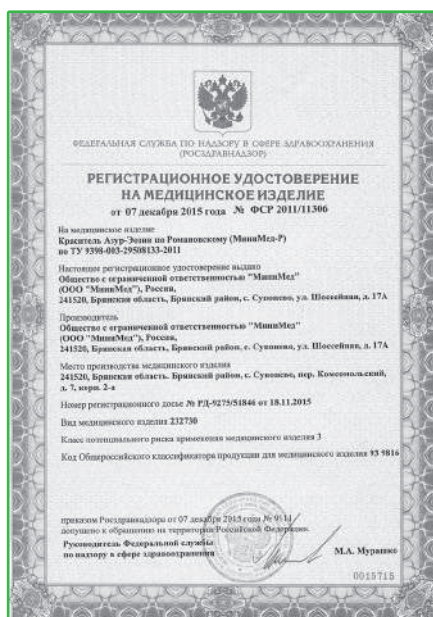 ФЕДЕРАЛЬНАЯ СЛУЖБА ПО НАДЗОРУ В СФЕРЕ ЗДРАВООХРАНЕНИЯ
(РОСЗДРАВНАДЗОР)
РЕГИСТРАЦИОННОЕ УДОСТОВЕРЕНИЕ
НА МЕДИЦИНСКОЕ ИЗДЕЛИЕ
от 07 декабря 2015 года № ФСР 2011/11306
На медицинское изделие
Краситель Азур-Эозин по Романовскому (МиниМед-Р)
по ТУ 9398-003-29508133-2011
Настоящее регистрационное удостоверение выдано
Общество с ограниченной ответственностью "МиниМед"
(ООО "МиниМед"), Россия,
241520, Брянская область, Брянский район, с. Супонево, ул. Шоссейная, д. 17А
Производитель
Общество с ограниченной ответственностью "МиниМед"
(ООО "МиниМед"), Россия,
241520, Брянская область, Брянский район, с. Супонево, ул. Шоссейная, д. 17А
Место производства медицинского изделия
241520, Брянская область, Брянский район, с. Супонево, пер. Комсомольский,
д. 7, корп. 2-а
Номер регистрационного досье № РД-9275/51846 от 18.11.2015
Вид медицинского изделия 232730
Класс потенциального риска применения медицинского изделия 3
Код Общероссийского классификатора продукции для медицинского изделия 93 9816
приказом Росздравнадзора от 07 декабря 2015 года №
допущено к обращению на территории Российской Федерации.
Руководитель Федеральной службы
по надзору в сфере здравоохранения
М.А. Мурашко
0015715